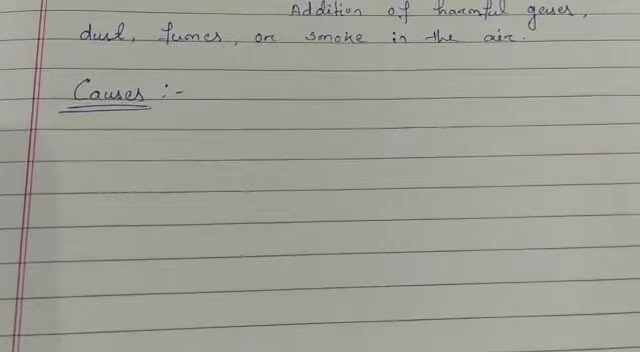 Addition of harmful gases,
dust, fumes, or smoke in the air.
Causes :-